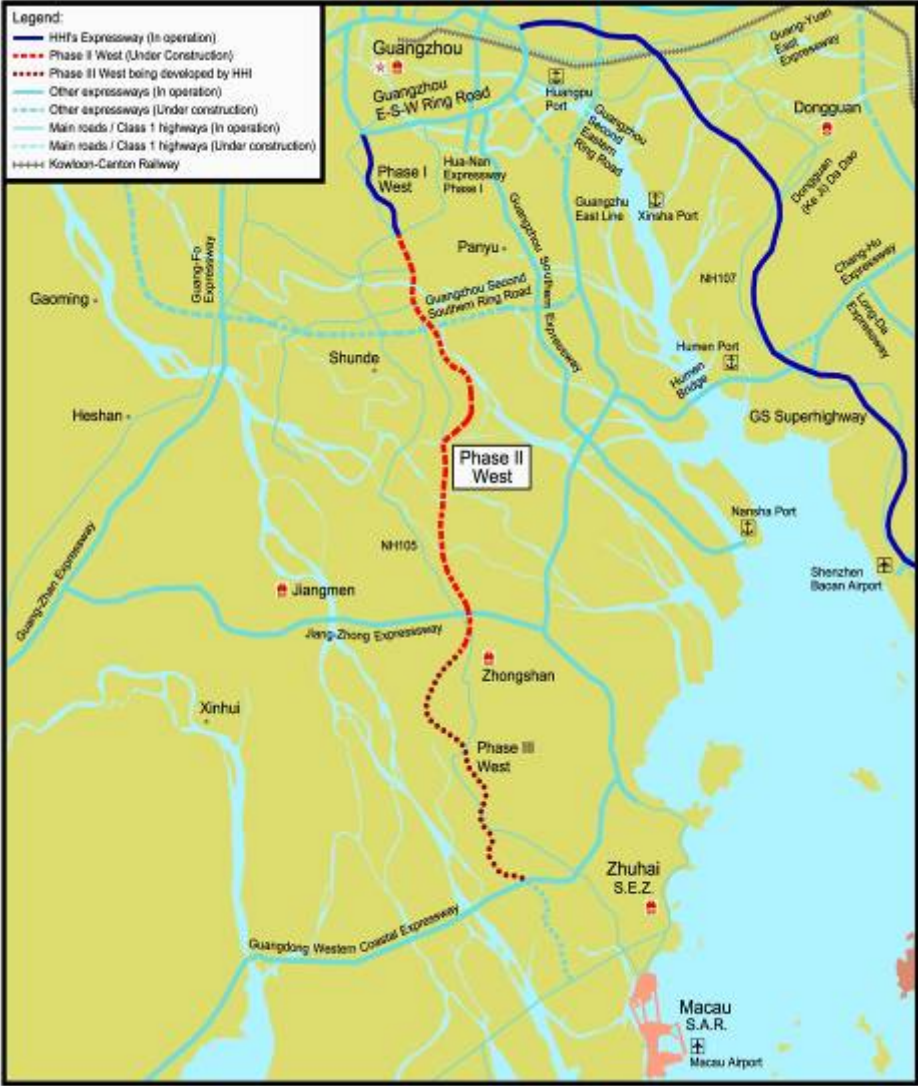 Legend:
HHI's Expressway (In operation)
Phase II West (Under Construction)
Phase III West being developed by HHI
Other expressways (In operation)
Other expressways (Under construction)
Main roads / Class 1 highways (In operation)
Main roads / Class 1 highways (Under construction)
Kowloon-Canton Railway
Guangzhou
Guangzhou
E-S-W Ring Road
Huangpu
Port
Guang-Yuan
East
Expressway
Dongguan
Guangzhou
Second
Eastern
Ring Road
Phase I
West
Hua-Nan
Expressway
Phase I
Dongguan
(Ke Ji) Da Dao
Guangzhu
East Line
Xinsha Port
Guangzhou Southern Expressway
Panyu
Guang-Fo
Expressway
NH107
Chang-Hu
Expressway
Gaoming
Guangzhou Second
Southern Ring Road
Long-Da
Expressway
Shunde
Humen Port
Humen
Bridge
Heshan
GS Superhighway
Phase II
West
Nansha Port
NH105
Guang-Zhan Expressway
Shenzhen
Baoan Airport
Jiangmen
Jiang-Zhong Expressway
Zhongshan
Xinhui
Phase III
West
Zhuhai
S.E.Z.
Guangdong Western Coastal Expressway
Macau
S.A.R.
Macau Airport